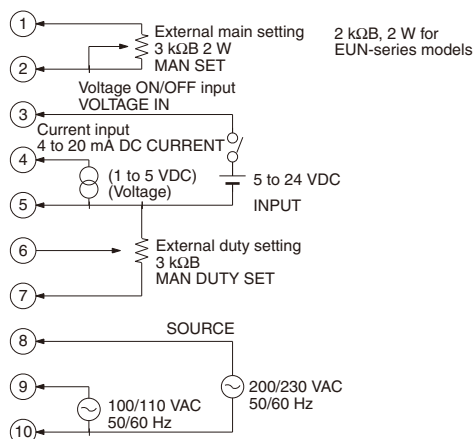 1
External main setting
3 kΩB 2 W
MAN SET
2 kΩB, 2 W for
EUN-series models
2
Voltage ON/OFF input
VOLTAGE IN
3
Current input
4 to 20 mA DC CURRENT
4
(1 to 5 VDC)
(Voltage)
5 to 24 VDC
5
INPUT
6
External duty setting
3 kΩB
MAN DUTY SET
7
SOURCE
8
9
200/230 VAC
50/60 Hz
100/110 VAC
50/60 Hz
10